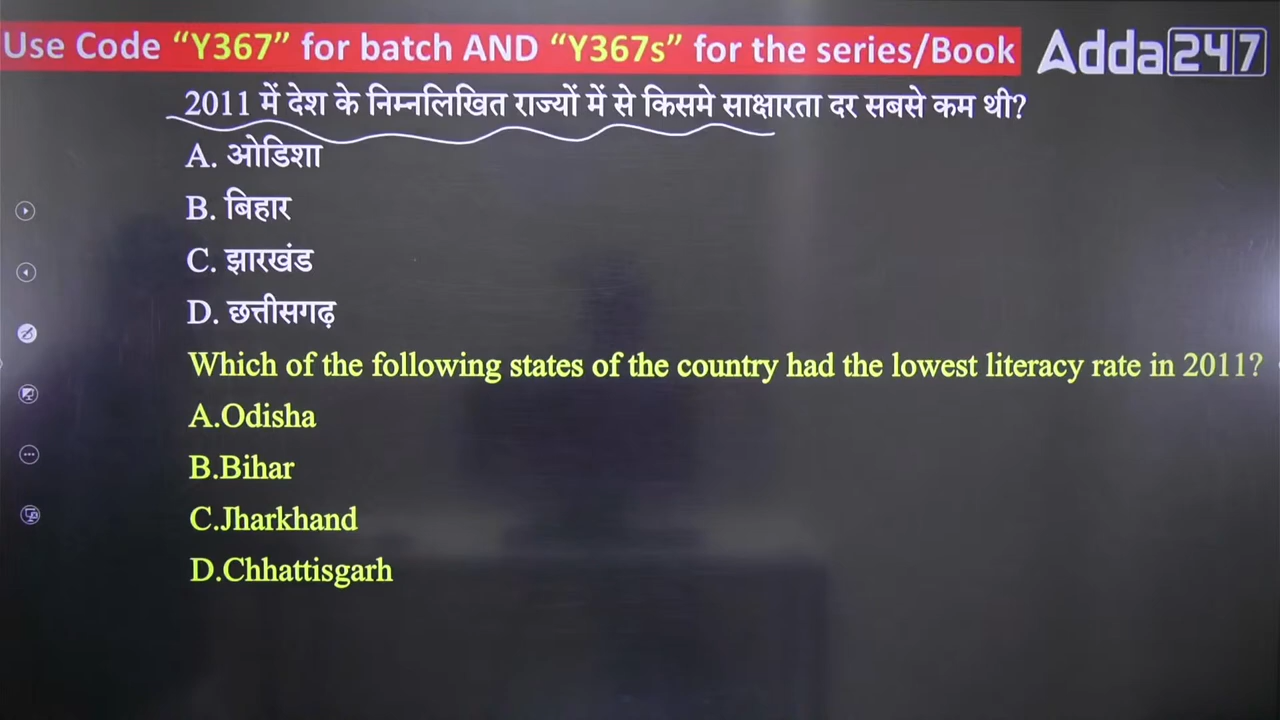 Use Code “Y367” for batch AND “Y367s” for the series/Book
Adda247
2011 में देश के निम्नलिखित राज्यों में से किसमे साक्षारता दर सबसे कम थी?
A. ओडिशा
B. बिहार
C. झारखंड
D. छत्तीसगढ़
Which of the following states of the country had the lowest literacy rate in 2011?
A.Odisha
B.Bihar
C.Jharkhand
D.Chhattisgarh